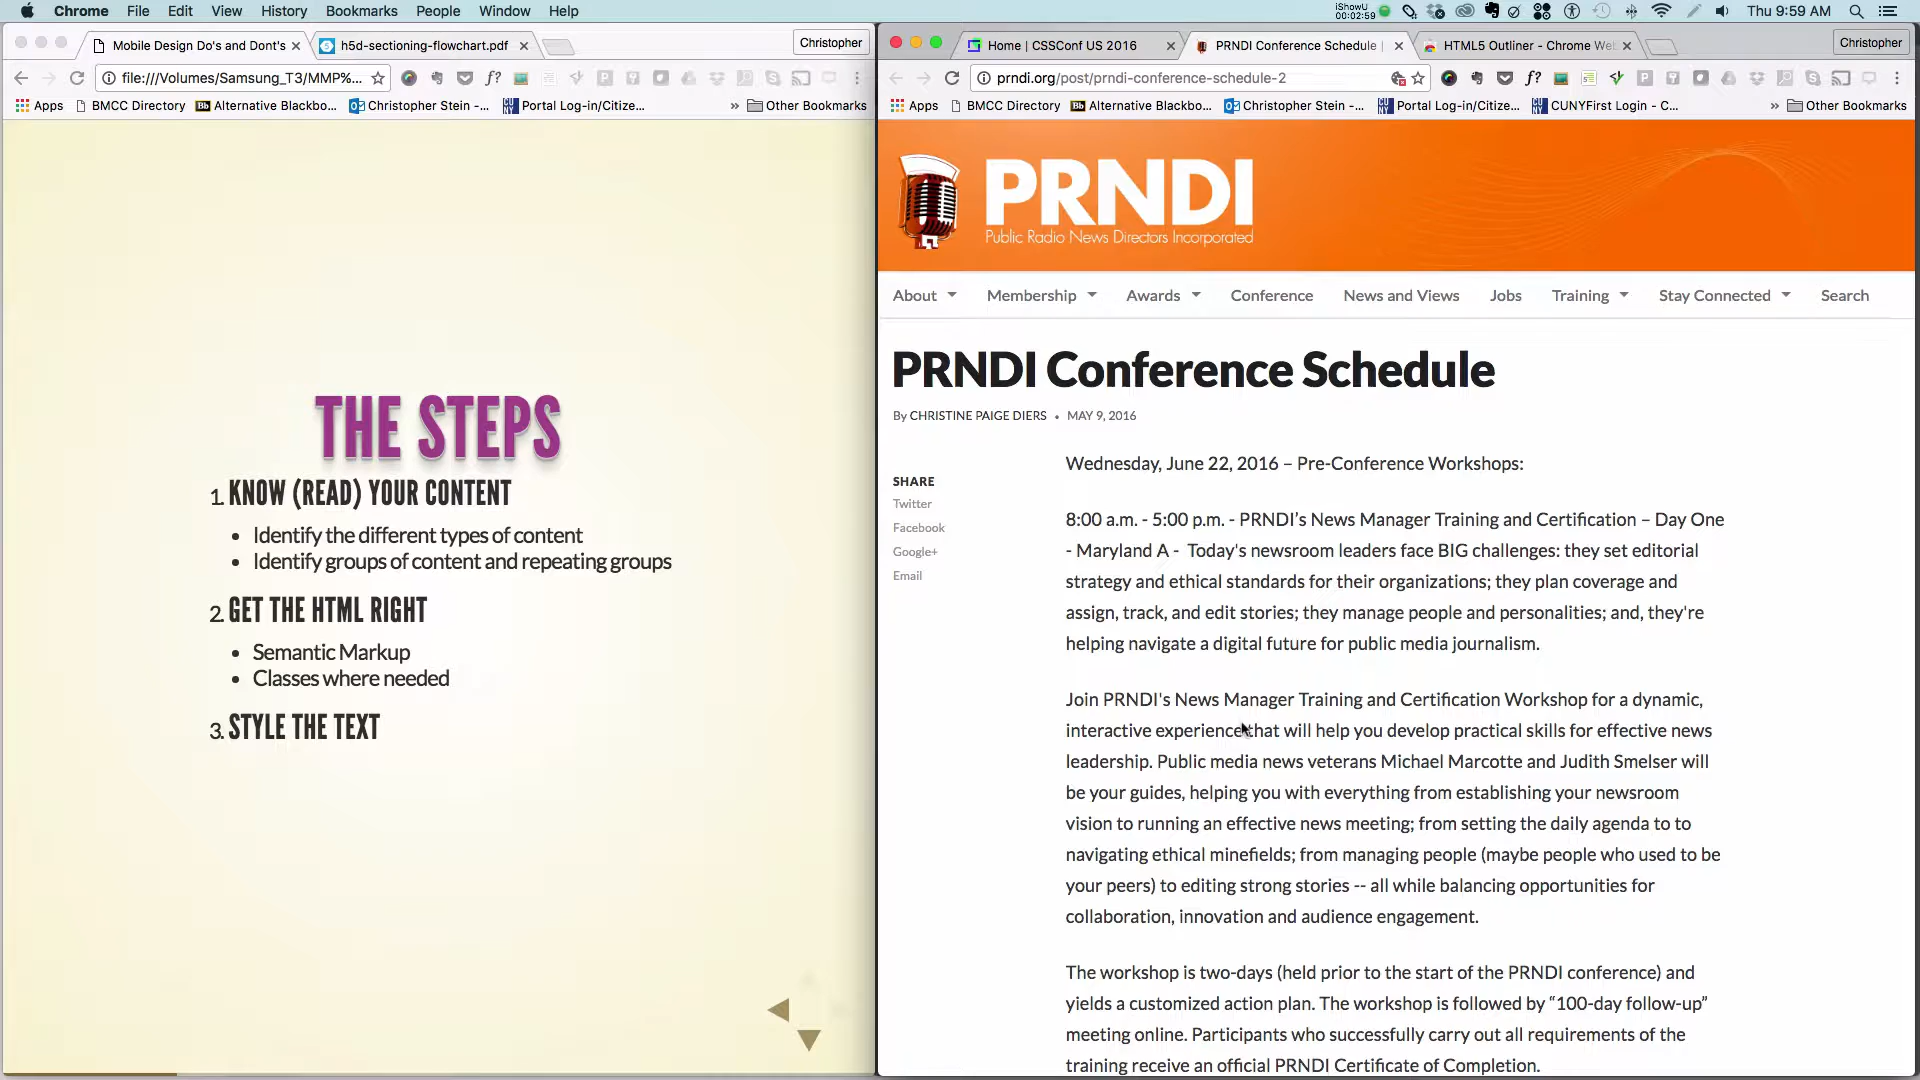 Chrome File Edit View History Bookmarks People Window Help
iShowU
00:02:59
Thu 9:59 AM
Mobile Design Do's and Dont's
h5d-sectioning-flowchart.pdf
Christopher
file:///Volumes/Samsung_T3/MMP%...
f?
Apps BMCC Directory Alternative Blackbo... Christopher Stein -... Portal Log-in/Citize... » Other Bookmarks
THE STEPS
1. KNOW (READ) YOUR CONTENT
• Identify the different types of content
• Identify groups of content and repeating groups
2. GET THE HTML RIGHT
• Semantic Markup
• Classes where needed
3. STYLE THE TEXT
Home | CSSConf US 2016
PRNDI Conference Schedule |
HTML5 Outliner - Chrome We
Christopher
prndi.org/post/prndi-conference-schedule-2
f?
Apps BMCC Directory Alternative Blackbo... Christopher Stein -... Portal Log-in/Citize... CUNYFirst Login - C... » Other Bookmarks
PRNDI
Public Radio News Directors Incorporated
About Membership Awards Conference News and Views Jobs Training Stay Connected Search
PRNDI Conference Schedule
By CHRISTINE PAIGE DIERS • MAY 9, 2016
SHARE
Twitter
Facebook
Google+
Email
Wednesday, June 22, 2016 – Pre-Conference Workshops:
8:00 a.m. - 5:00 p.m. - PRNDI’s News Manager Training and Certification – Day One
- Maryland A - Today's newsroom leaders face BIG challenges: they set editorial
strategy and ethical standards for their organizations; they plan coverage and
assign, track, and edit stories; they manage people and personalities; and, they're
helping navigate a digital future for public media journalism.
Join PRNDI's News Manager Training and Certification Workshop for a dynamic,
interactive experience that will help you develop practical skills for effective news
leadership. Public media news veterans Michael Marcotte and Judith Smelser will
be your guides, helping you with everything from establishing your newsroom
vision to running an effective news meeting; from setting the daily agenda to to
navigating ethical minefields; from managing people (maybe people who used to be
your peers) to editing strong stories -- all while balancing opportunities for
collaboration, innovation and audience engagement.
The workshop is two-days (held prior to the start of the PRNDI conference) and
yields a customized action plan. The workshop is followed by “100-day follow-up”
meeting online. Participants who successfully carry out all requirements of the
training receive an official PRNDI Certificate of Completion.